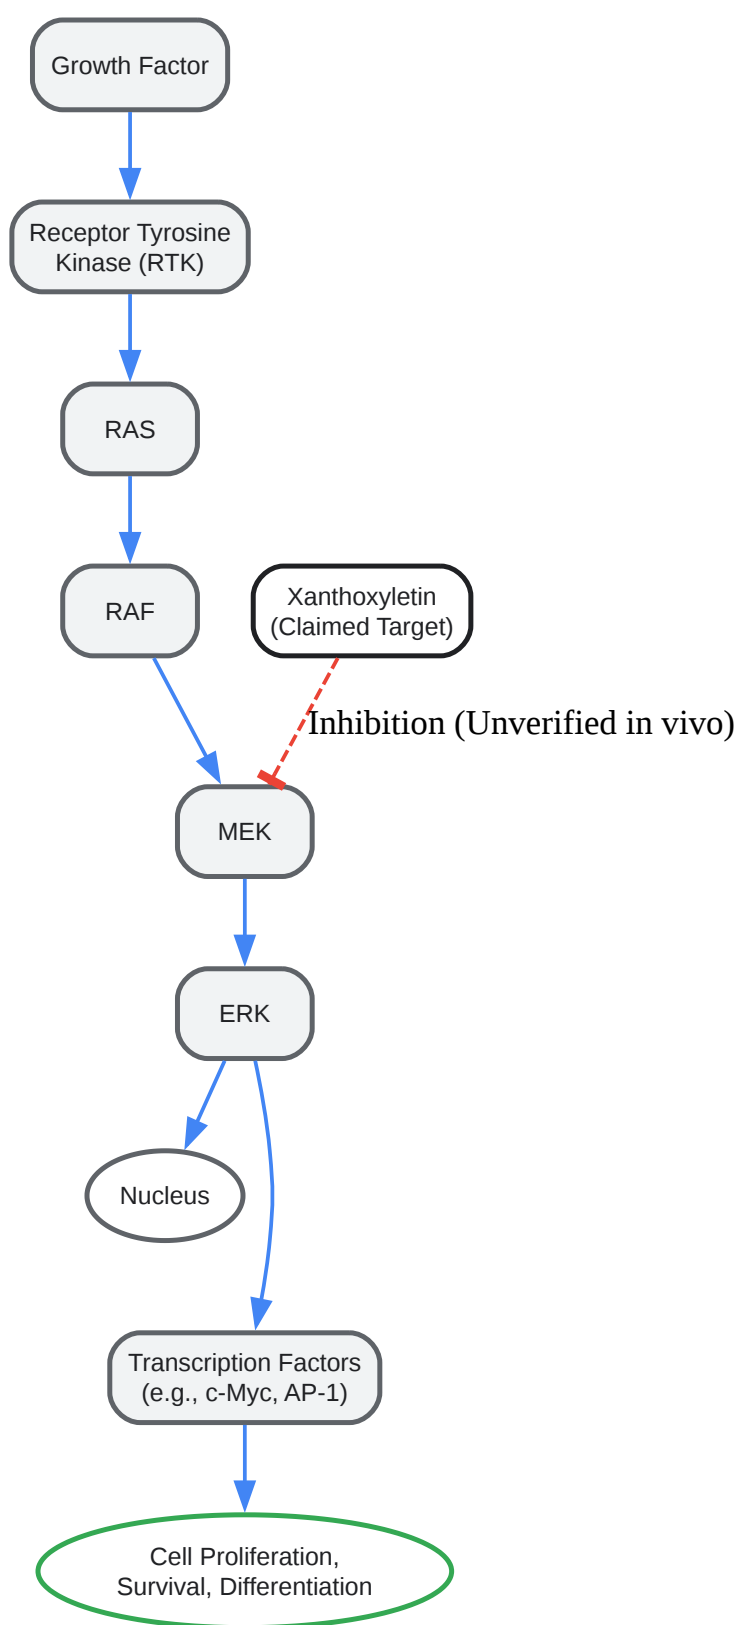 Growth Factor
Receptor Tyrosine
Kinase (RTK)
RAS
RAF
Xanthoxyletin
(Claimed Target)
Inhibition (Unverified in vivo)
MEK
ERK
Nucleus
Transcription Factors
(e.g., c-Myc, AP-1)
Cell Proliferation,
Survival, Differentiation